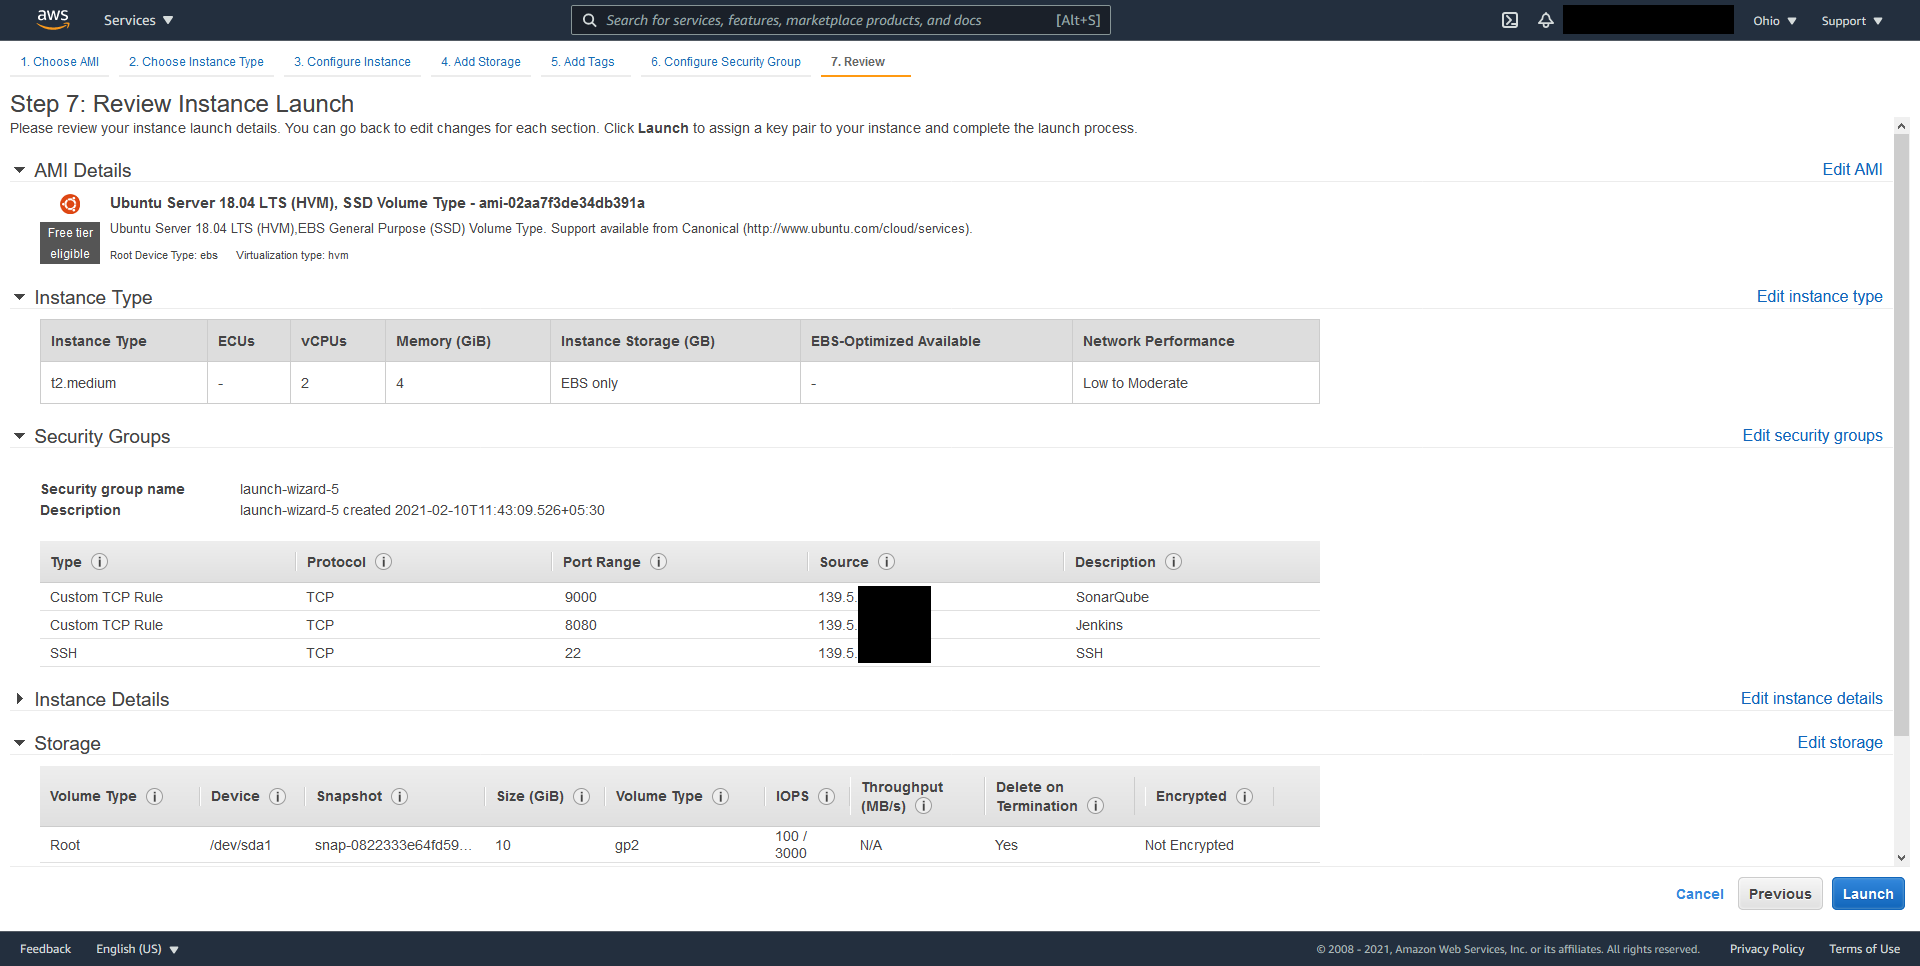 aws
Services
Search for services, features, marketplace products, and docs [Alt+S]
Ohio
Support
1. Choose AMI
2. Choose Instance Type
3. Configure Instance
4. Add Storage
5. Add Tags
6. Configure Security Group
7. Review
Step 7: Review Instance Launch
Please review your instance launch details. You can go back to edit changes for each section. Click Launch to assign a key pair to your instance and complete the launch process.
AMI Details
Edit AMI
Ubuntu Server 18.04 LTS (HVM), SSD Volume Type - ami-02aa7f3de34db391a
Free tier
eligible
Ubuntu Server 18.04 LTS (HVM),EBS General Purpose (SSD) Volume Type. Support available from Canonical (http://www.ubuntu.com/cloud/services).
Root Device Type: ebs Virtualization type: hvm
Instance Type
Edit instance type
Instance Type ECUs vCPUs Memory (GiB) Instance Storage (GB) EBS-Optimized Available Network Performance
t2.medium - 2 4 EBS only - Low to Moderate
Security Groups
Edit security groups
Security group name launch-wizard-5
Description launch-wizard-5 created 2021-02-10T11:43:09.526+05:30
Type Protocol Port Range Source Description
Custom TCP Rule TCP 9000 139.5. SonarQube
Custom TCP Rule TCP 8080 139.5. Jenkins
SSH TCP 22 139.5. SSH
Instance Details
Edit instance details
Storage
Edit storage
Volume Type Device Snapshot Size (GiB) Volume Type IOPS Throughput (MB/s) Delete on Termination Encrypted
Root /dev/sda1 snap-0822333e64fd59... 10 gp2 100 / 3000 N/A Yes Not Encrypted
Cancel
Previous
Launch
Feedback
English (US)
© 2008 - 2021, Amazon Web Services, Inc. or its affiliates. All rights reserved.
Privacy Policy
Terms of Use